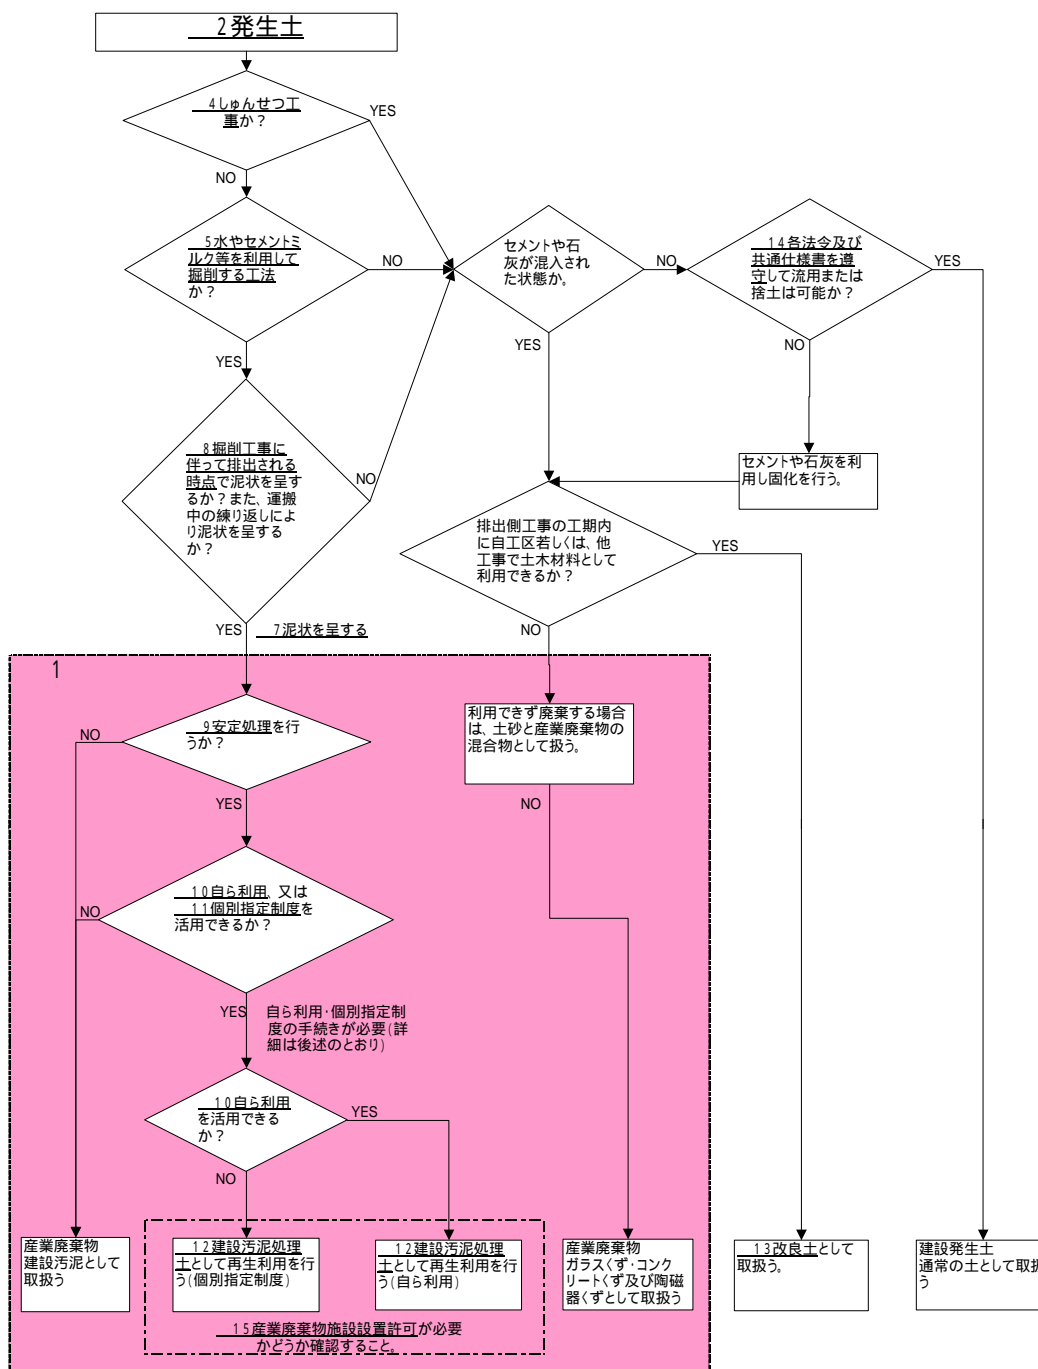 2発生土
4しゅんせつ工
事か？
YES
NO
5水やセメントミ
ルク等を利用して
掘削する工法
か？
NO
YES
セメントや石
灰が混入され
た状態か。
NO
YES
14各法令及び
共通仕様書を遵
守して流用または
捨土は可能か？
YES
NO
8掘削工事に
伴って排出される
時点で泥状を呈す
るか？また、運搬
中の練り返しによ
り泥状を呈する
か？
NO
YES
7泥状を呈する
セメントや石灰を利
用し固化を行う。
排出側工事の工期内
に自工区若しくは、他
工事で土木材料として
利用できるか？
YES
NO
1
9安定処理を行
うか？
NO
YES
利用できず廃棄する場合
は、土砂と産業廃棄物の
混合物として扱う。
NO
10自ら利用、又は
11個別指定制度を
活用できるか？
NO
YES
自ら利用・個別指定制
度の手続きが必要(詳
細は後述のとおり)
10自ら利用
を活用できる
か？
YES
NO
産業廃棄物
建設汚泥として
取扱う
12建設汚泥処理
土として再生利用を行
う(個別指定制度)
12建設汚泥処理
土として再生利用を行
う(自ら利用)
産業廃棄物
ガラスくず・コンク
リートくず及び陶磁
器くずとして取扱う
13改良土として
取扱う。
建設発生土
通常の土として取扱
う
15産業廃棄物施設設置許可が必要
かどうか確認すること。